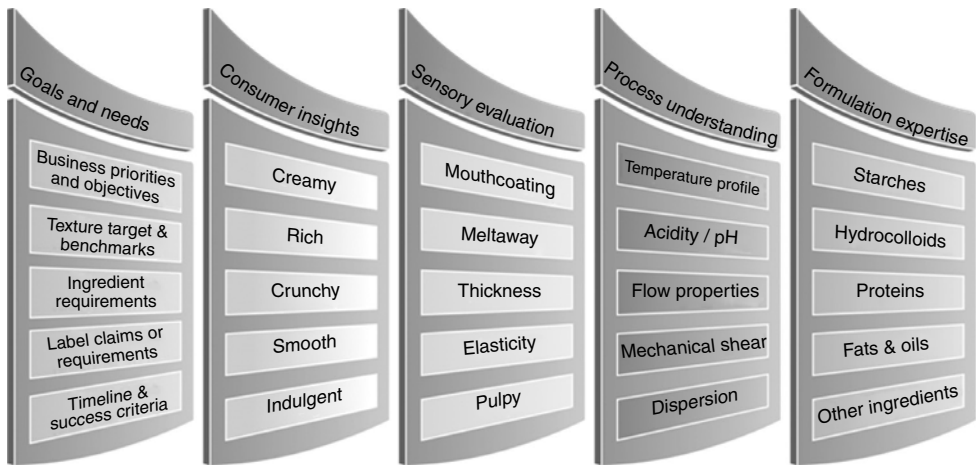 Goals and needs
Business priorities
and objectives
Texture target &
benchmarks
Ingredient
requirements
Label claims or
requirements
Timeline &
success criteria
Consumer insights
Creamy
Rich
Crunchy
Smooth
Indulgent
Sensory evaluation
Mouthcoating
Meltaway
Thickness
Elasticity
Pulpy
Process understanding
Temperature profile
Acidity / pH
Flow properties
Mechanical shear
Dispersion
Formulation expertise
Starches
Hydrocolloids
Proteins
Fats & oils
Other ingredients